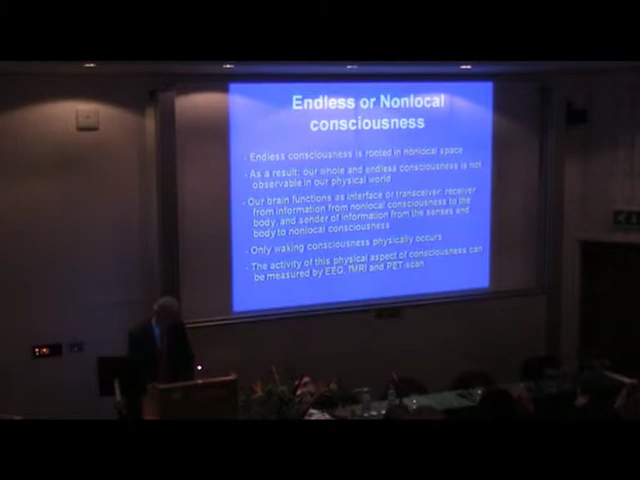 Endless or Nonlocal
consciousness
- Endless consciousness is rooted in nonlocal space
- As a result: our whole and endless consciousness is not
observable in our physical world
- Our brain functions as interface or transceiver: receiver
from information from nonlocal consciousness to the
body, and sender of information from the senses and
body to nonlocal consciousness
- Only waking consciousness physically occurs
- The activity of this physical aspect of consciousness can
be measured by EEG, fMRI and PET-scan